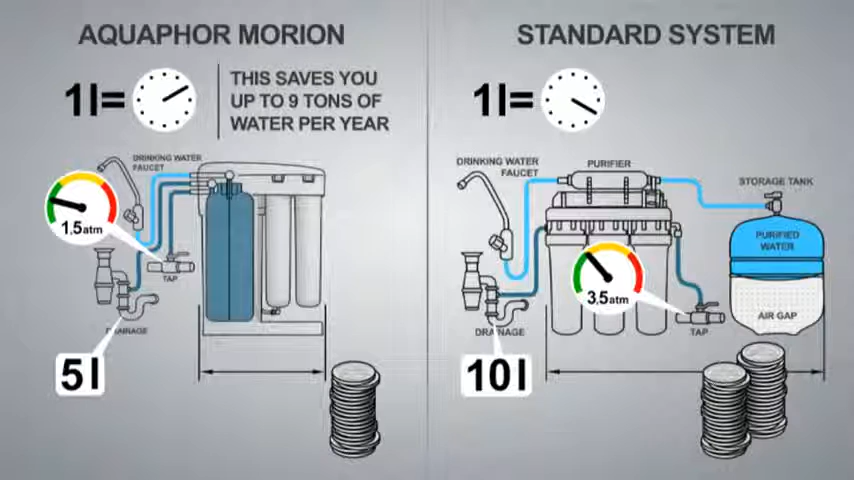 AQUAPHOR MORION
1l=
THIS SAVES YOU
UP TO 9 TONS OF
WATER PER YEAR
DRINKING WATER
FAUCET
1,5atm
TAP
DRAINAGE
5l
STANDARD SYSTEM
1l=
DRINKING WATER
FAUCET
PURIFIER
STORAGE TANK
PURIFIED
WATER
AIR GAP
3,5atm
TAP
DRAINAGE
10l